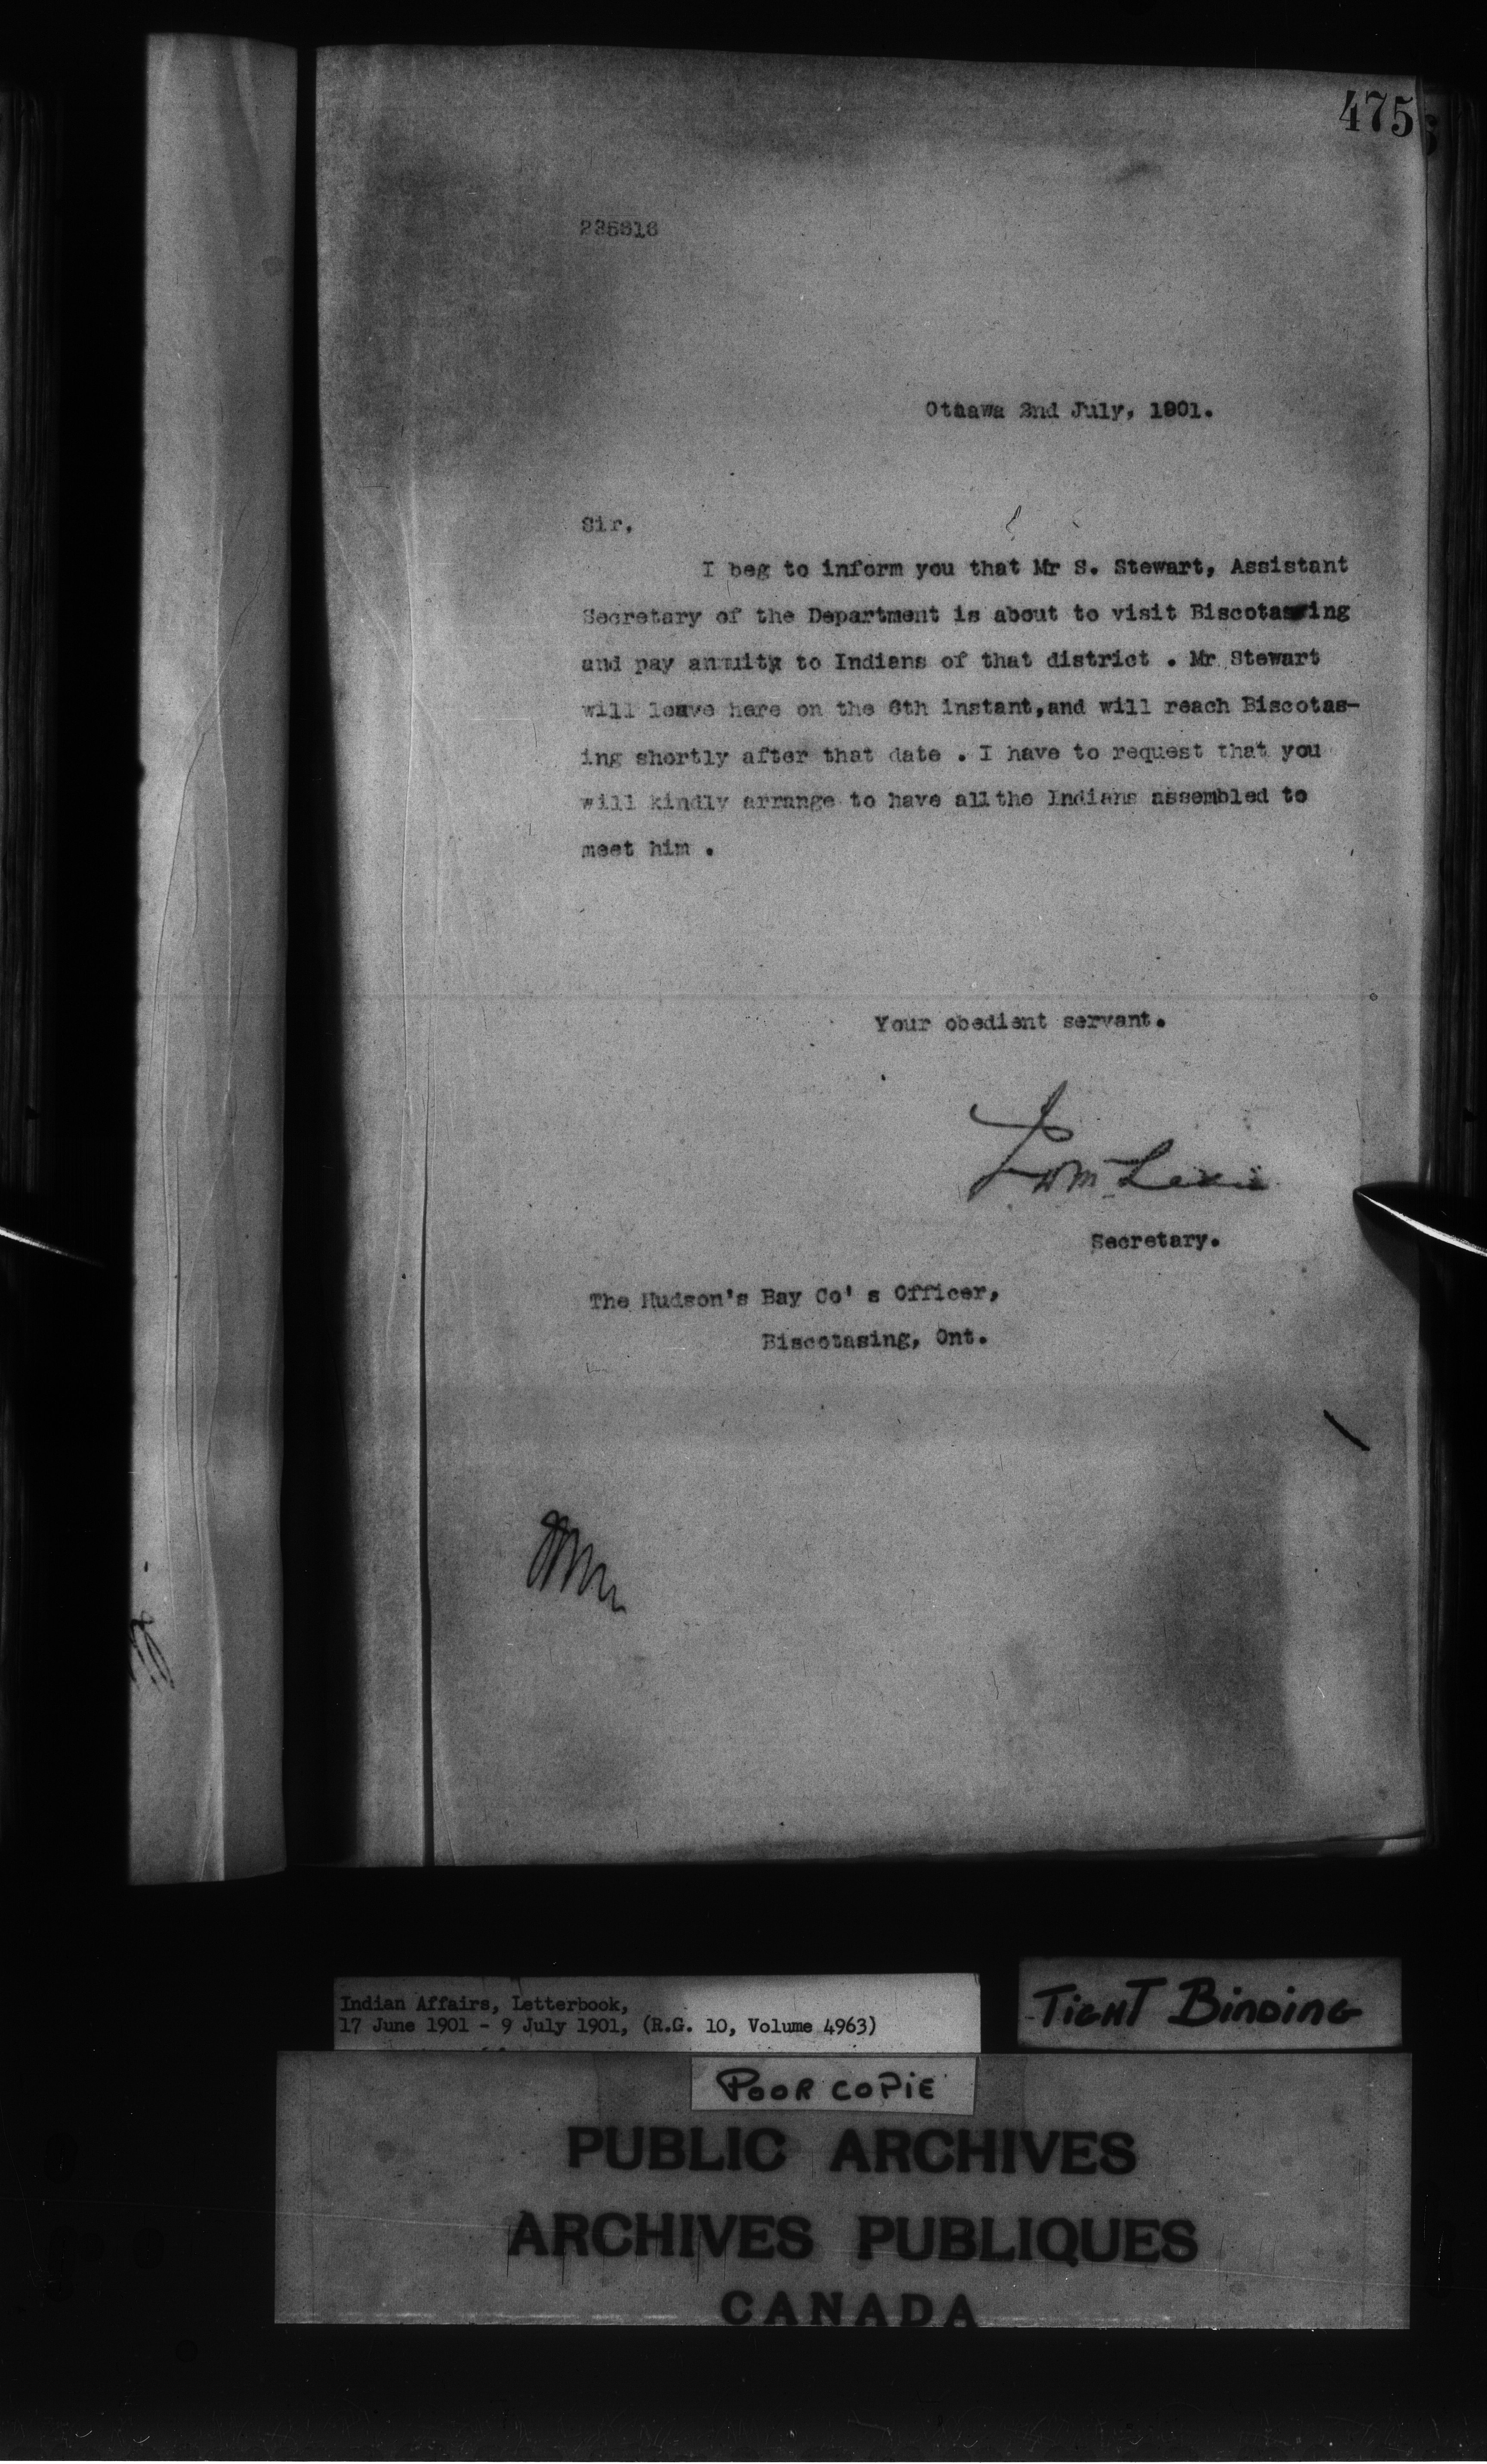 475
Ottawa 2nd July, 1901.
Sir.
I beg to inform you that Mr S. Stewart, Assistant
Secretary of the Department is about to visit Biscotasing
and pay annuity to Indians of that district . Mr Stewart
will leave here on the 6th instant,and will reach Biscotas-
ing shortly after that date . I have to request that you
will kindly arrange to have all the Indians assembled to
meet him .
Your obedient servant.
Secretary.
The Hudson's Bay Co' s Officer,
Biscotasing, Ont.
Indian Affairs, Letterbook,
17 June 1901 - 9 July 1901, (R.G. 10, Volume 4963)
TIGHT BINDING
POOR COPIE
PUBLIC ARCHIVES
ARCHIVES PUBLIQUES
CANADA